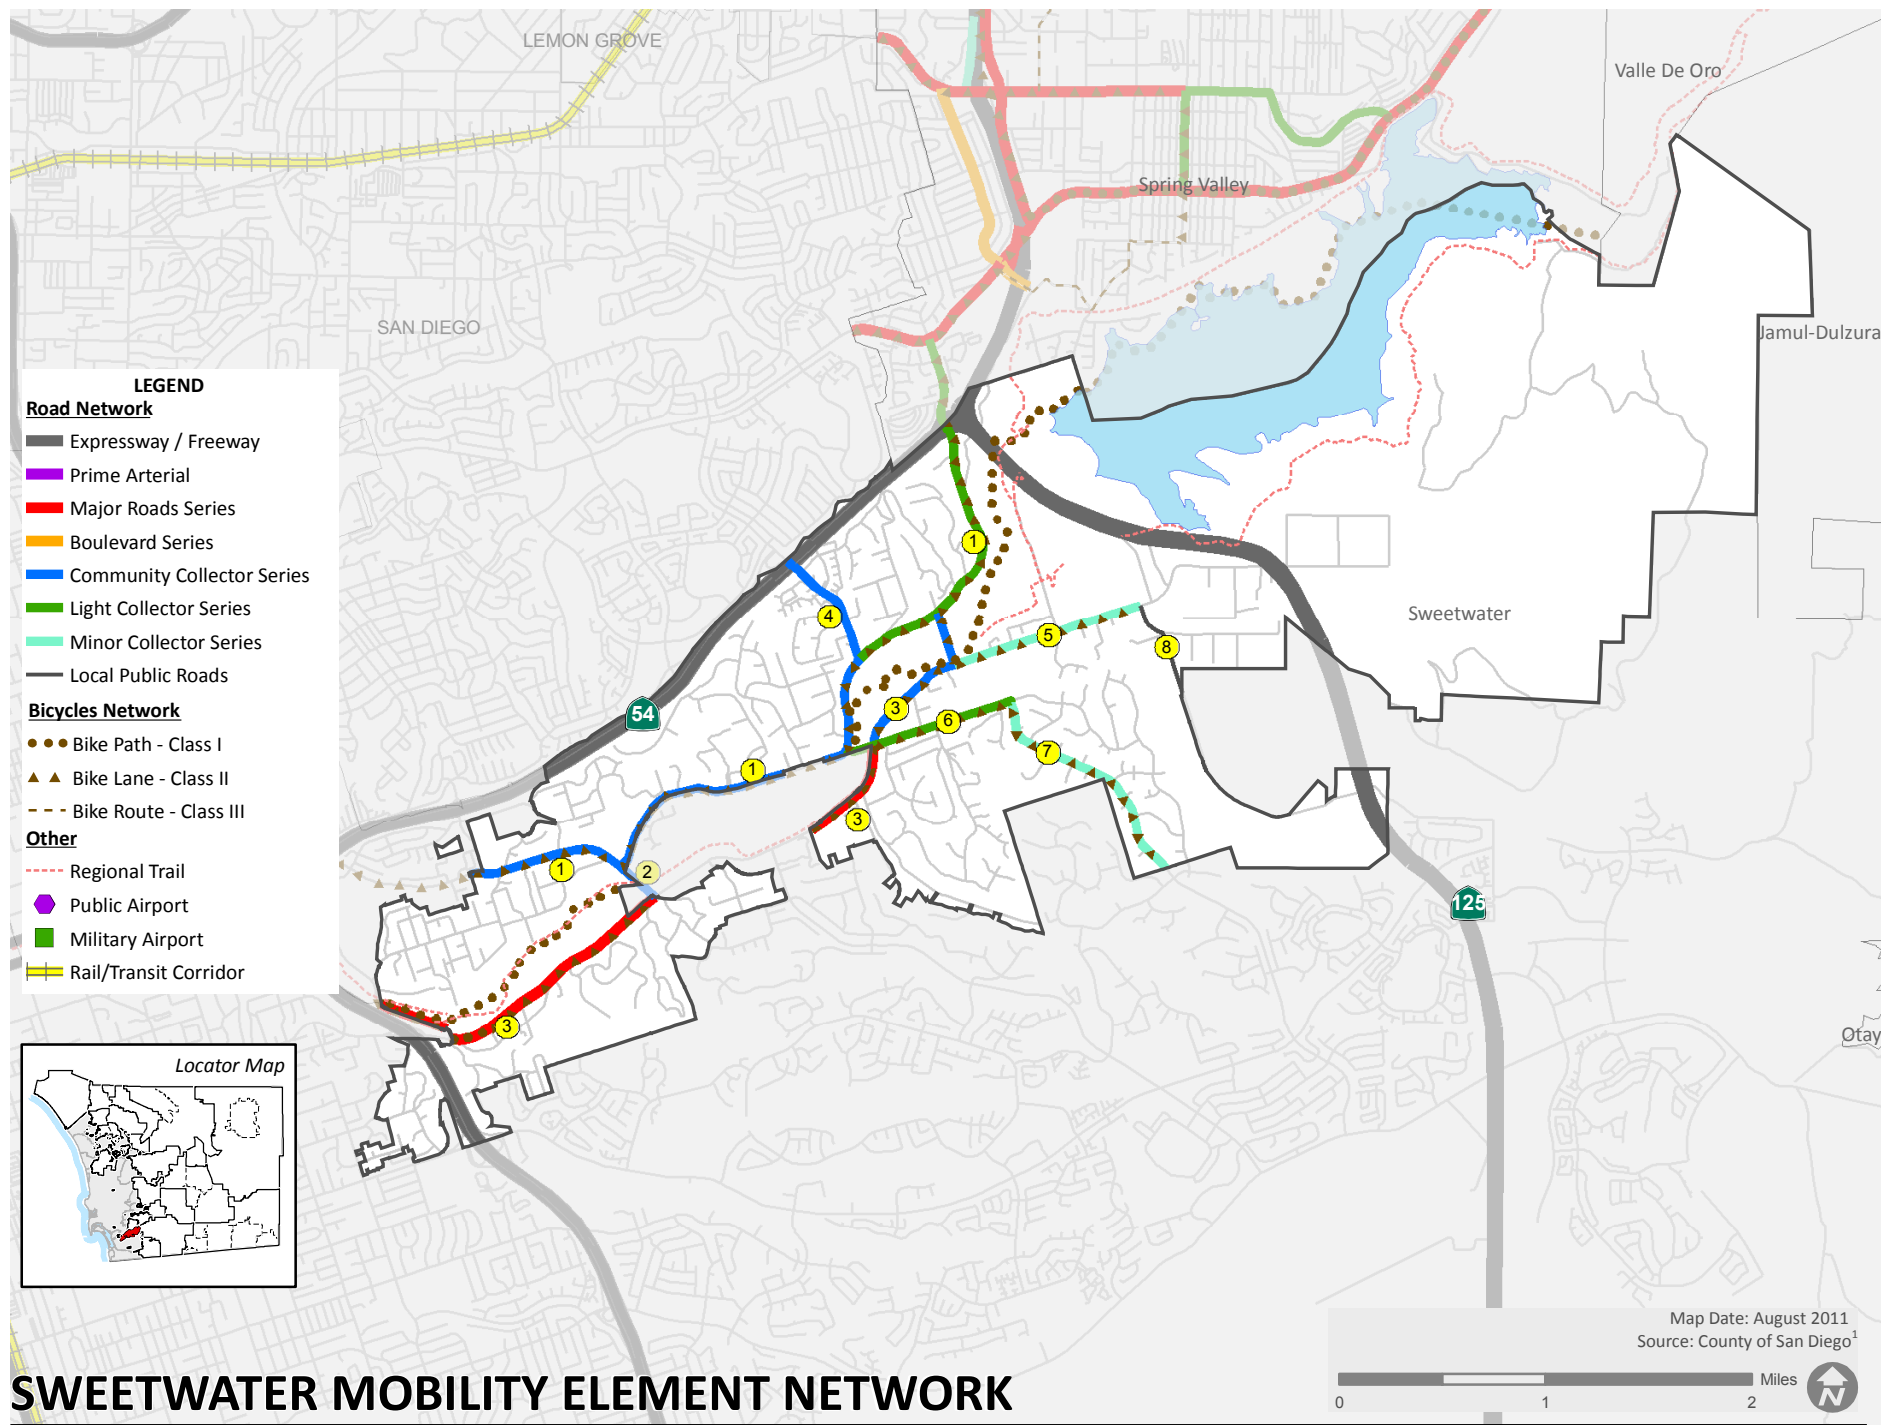 LEMON GROVE
Valle De Oro
Spring Valley
SAN DIEGO
Jamul-Dulzura
LEGEND
Road Network
Expressway / Freeway
Prime Arterial
Major Roads Series
Boulevard Series
Community Collector Series
Light Collector Series
Minor Collector Series
Local Public Roads
Bicycles Network
Bike Path - Class I
Bike Lane - Class II
Bike Route - Class III
Other
Regional Trail
Public Airport
Military Airport
Rail/Transit Corridor
1
4
Sweetwater
5
8
3
54
6
7
1
3
1
2
125
3
Otay
Locator Map
Map Date: August 2011
Source: County of San Diego1
Miles
0 1 2
N
SWEETWATER MOBILITY ELEMENT NETWORK